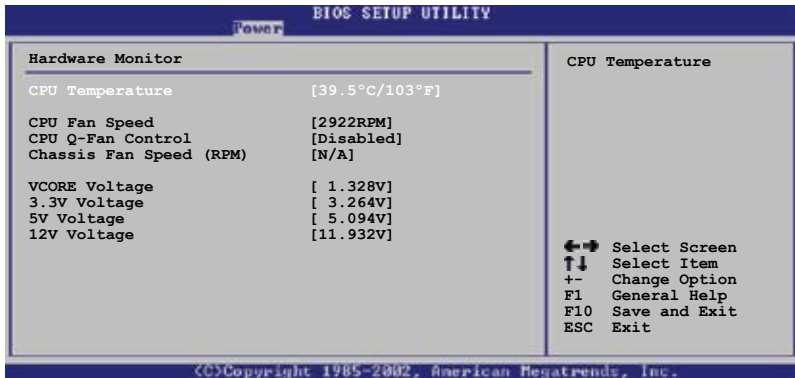 BIOS SETUP UTILITY
Power
Hardware Monitor
CPU Temperature [39.5°C/103°F]
CPU Fan Speed [2922RPM]
CPU Q-Fan Control [Disabled]
Chassis Fan Speed (RPM) [N/A]
VCORE Voltage [ 1.328V]
3.3V Voltage [ 3.264V]
5V Voltage [ 5.094V]
12V Voltage [11.932V]
CPU Temperature
←→ Select Screen
↑↓ Select Item
+- Change Option
F1 General Help
F10 Save and Exit
ESC Exit
(C)Copyright 1985-2002, American Megatrends, Inc.